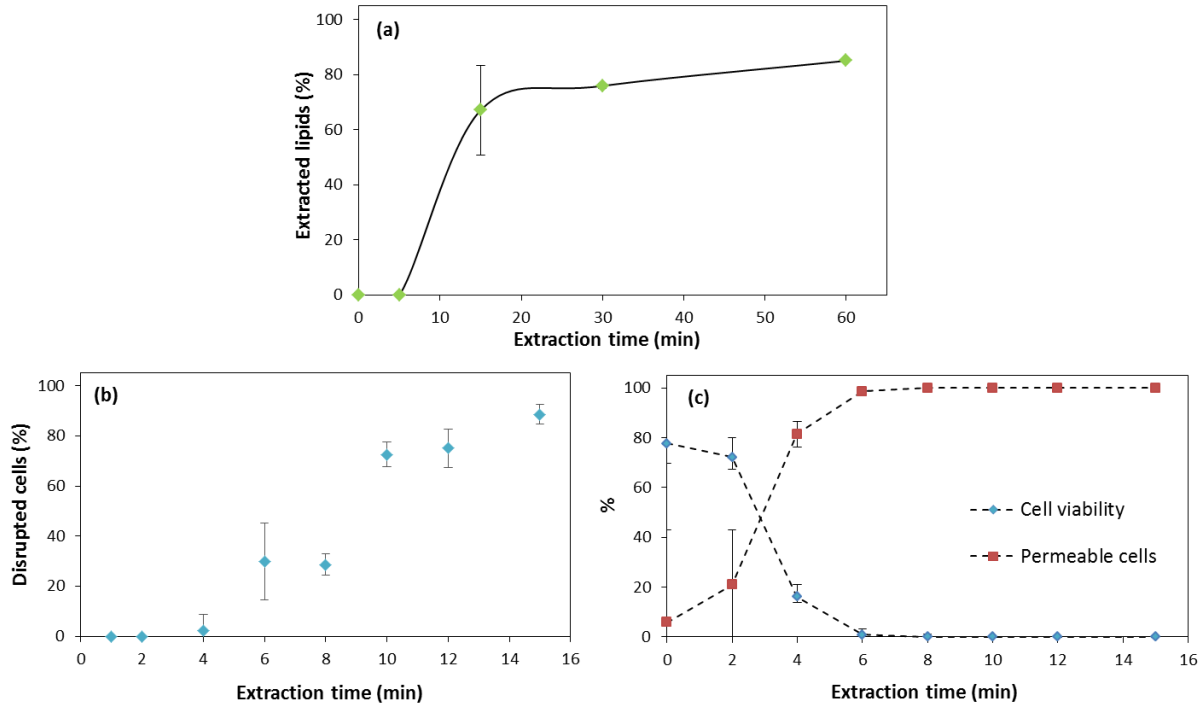 (a)
Extracted lipids (%)
100
80
60
40
20
0
0 10 20 30 40 50 60
Extraction time (min)
(b)
Disrupted cells (%)
100
80
60
40
20
0
0 2 4 6 8 10 12 14 16
Extraction time (min)
(c)
%
100
80
60
40
20
0
Cell viability
Permeable cells
0 2 4 6 8 10 12 14 16
Extraction time (min)